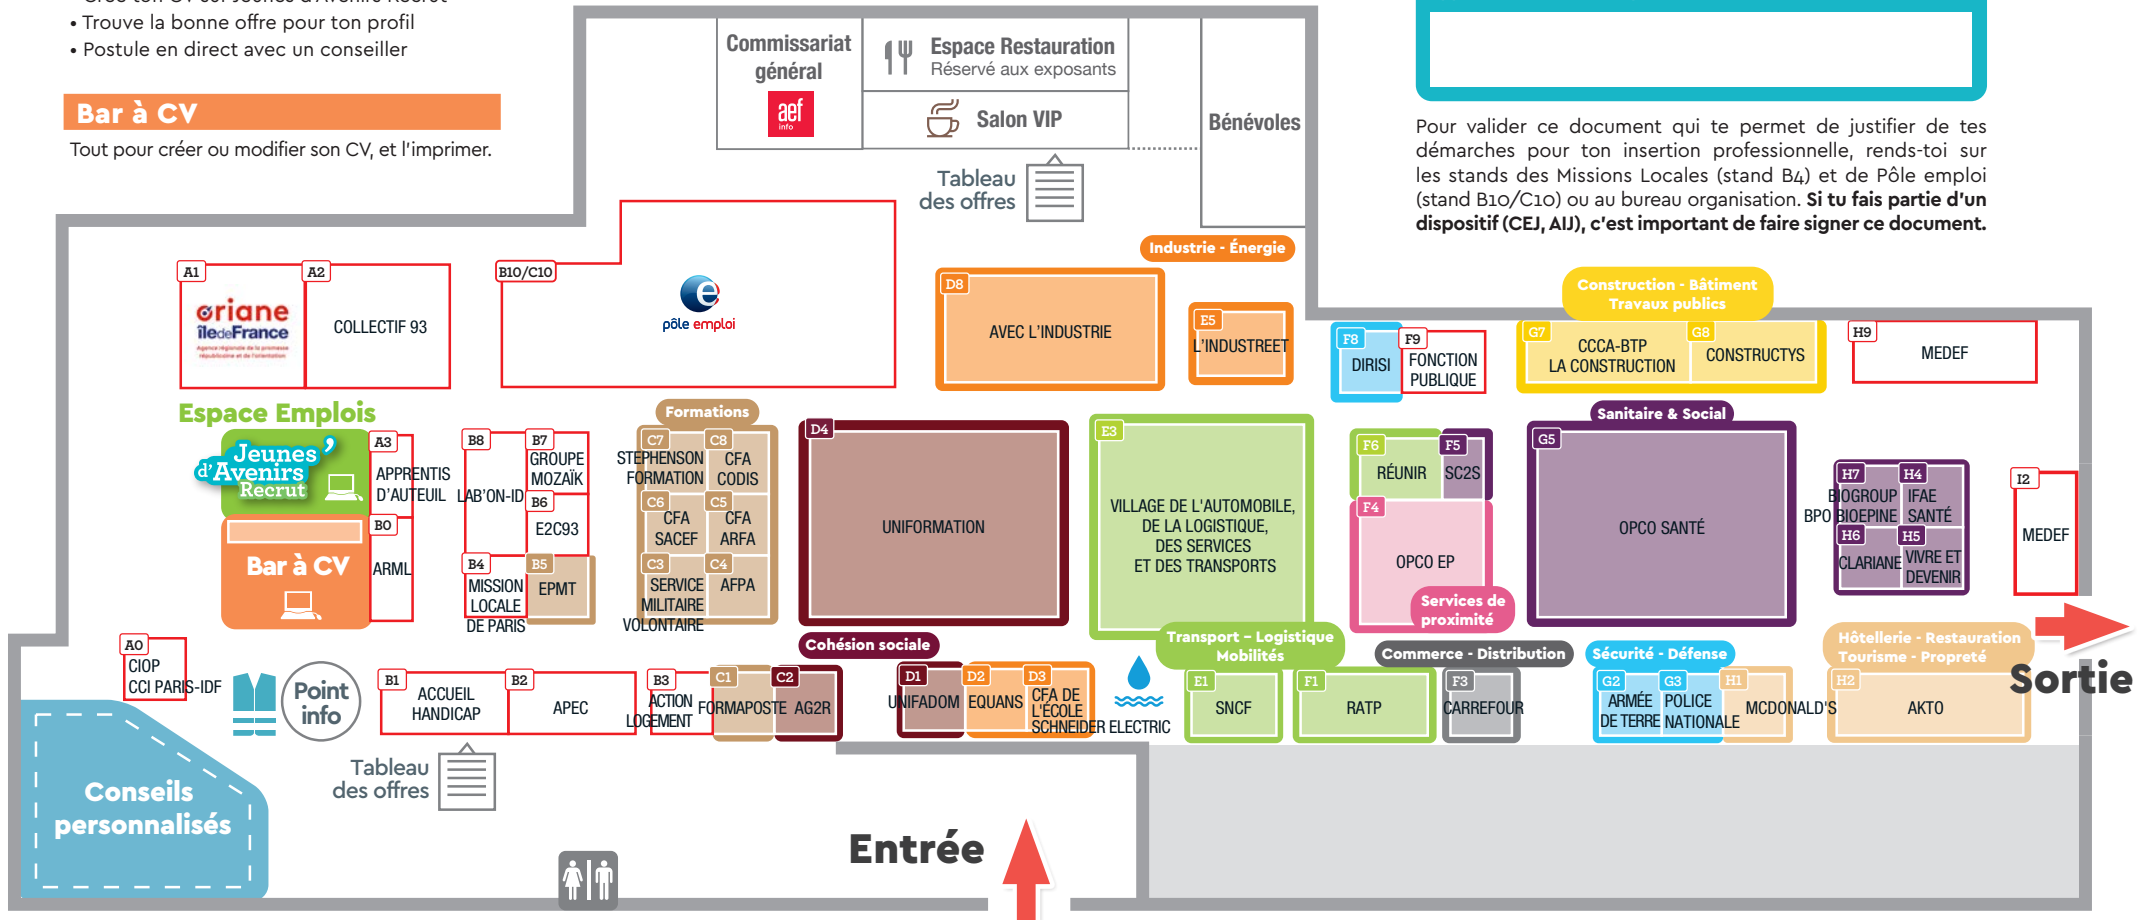 • Trouve la bonne offre pour ton profil
• Postule en direct avec un conseiller
Bar à CV
Tout pour créer ou modifier son CV, et l'imprimer.
Commissariat
général
aef
info
Espace Restauration
Réservé aux exposants
Salon VIP
Bénévoles
Tableau
des offres
Pour valider ce document qui te permet de justifier de tes
démarches pour ton insertion professionnelle, rends-toi sur
les stands des Missions Locales (stand B4) et de Pôle emploi
(stand B10/C10) ou au bureau organisation. Si tu fais partie d'un
dispositif (CEJ, AIJ), c'est important de faire signer ce document.
A1
oriane
îledeFrance
Agence régionale de la promesse
républicaine et de l'orientation
A2
COLLECTIF 93
B10/C10
pôle emploi
Industrie - Énergie
D8
AVEC L'INDUSTRIE
E5
L'INDUSTREET
F8
DIRISI
F9
FONCTION
PUBLIQUE
Construction - Bâtiment
Travaux publics
G7
CCCA-BTP
LA CONSTRUCTION
G8
CONSTRUCTYS
H9
MEDEF
Espace Emplois
Jeunes
d'Avenirs
Recrut
Bar à CV
A3
APPRENTIS
D'AUTEUIL
B0
ARML
B8
LAB'ON-ID
B7
GROUPE
MOZAÏK
B6
E2C93
B4
MISSION
LOCALE
DE PARIS
B5
EPMT
Formations
C7
STEPHENSON
FORMATION
C8
CFA
CODIS
C6
CFA
SACEF
C5
CFA
ARFA
C3
SERVICE
MILITAIRE
VOLONTAIRE
C4
AFPA
D4
UNIFORMATION
Cohésion sociale
E3
VILLAGE DE L'AUTOMOBILE,
DE LA LOGISTIQUE,
DES SERVICES
ET DES TRANSPORTS
Transport – Logistique
Mobilités
F6
RÉUNIR
F5
SC2S
F4
OPCO EP
Services de
proximité
Sanitaire & Social
G5
OPCO SANTÉ
H7
BIOGROUP
BPO BIOEPINE
H4
IFAE
SANTÉ
H6
CLARIANE
H5
VIVRE ET
DEVENIR
I2
MEDEF
A0
CIOP
CCI PARIS-IDF
Point
info
B1
ACCUEIL
HANDICAP
B2
APEC
B3
ACTION
LOGEMENT
C1
FORMAPOSTE
C2
AG2R
D1
UNIFADOM
D2
EQUANS
D3
CFA DE
L'ÉCOLE
SCHNEIDER ELECTRIC
E1
SNCF
F1
RATP
Commerce - Distribution
F3
CARREFOUR
Sécurité - Défense
G2
ARMÉE
DE TERRE
G3
POLICE
NATIONALE
H1
MCDONALD'S
Hôtellerie - Restauration
Tourisme - Propreté
H2
AKTO
Sortie
Conseils
personnalisés
Tableau
des offres
Entrée